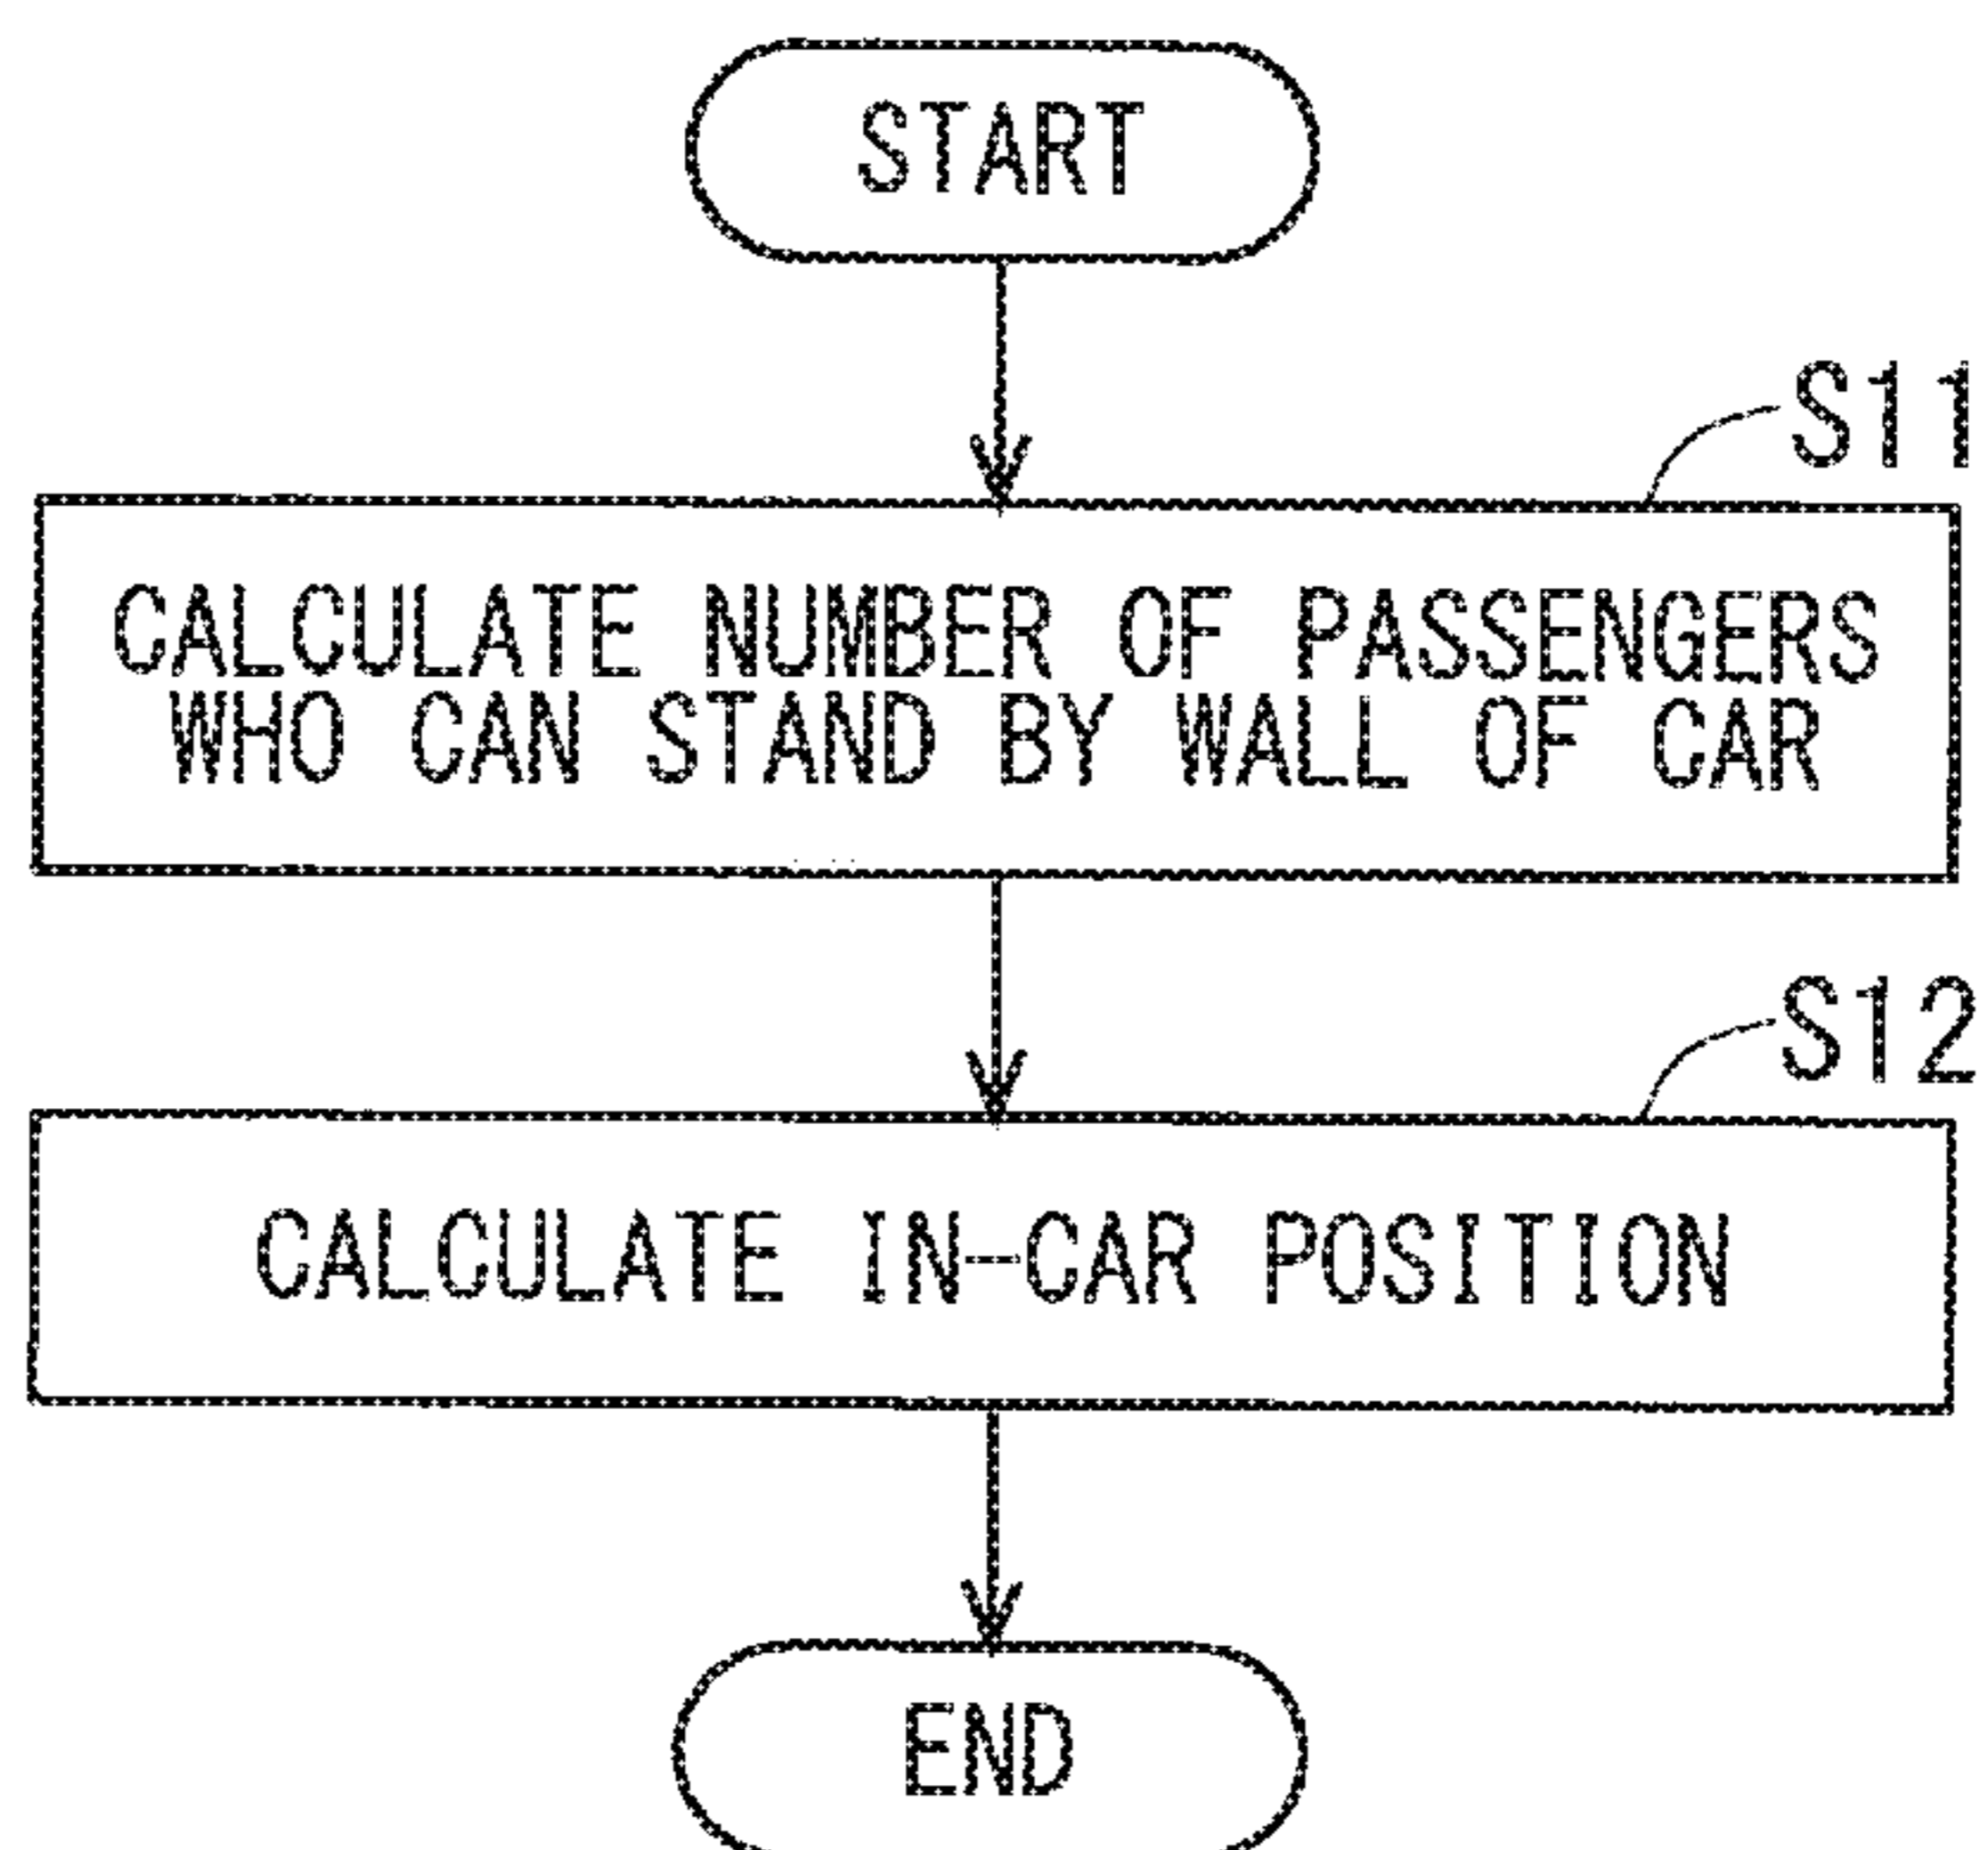 START
S11
CALCULATE NUMBER OF PASSENGERS
WHO CAN STAND BY WALL OF CAR
S12
CALCULATE IN-CAR POSITION
END